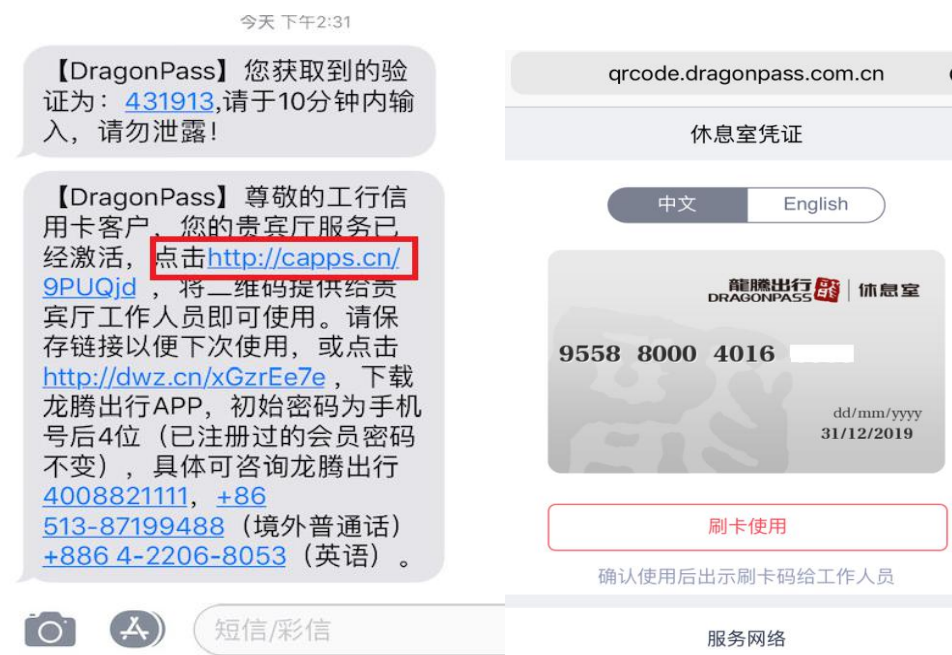 今天 下午2:31
【DragonPass】您获取到的验
证为：431913,请于10分钟内输
入，请勿泄露！
【DragonPass】尊敬的工行信
用卡客户，您的贵宾厅服务已
经激活，点击http://capps.cn/
9PUQjd ，将二维码提供给贵
宾厅工作人员即可使用。请保
存链接以便下次使用，或点击
http://dwz.cn/xGzrEe7e ，下载
龙腾出行APP，初始密码为手机
号后4位（已注册过的会员密码
不变），具体可咨询龙腾出行
4008821111，+86
513-87199488（境外普通话）
+886 4-2206-8053（英语）。
短信/彩信
qrcode.dragonpass.com.cn
休息室凭证
中文 English
龍騰出行 休息室
DRAGONPASS
9558 8000 4016
dd/mm/yyyy
31/12/2019
刷卡使用
确认使用后出示刷卡码给工作人员
服务网络